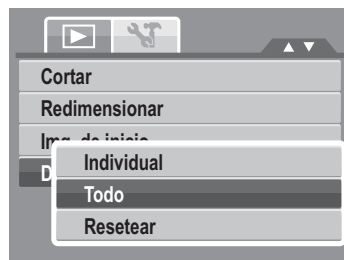 Cortar
Redimensionar
Img. de inicio
D
Individual
Todo
Resetear